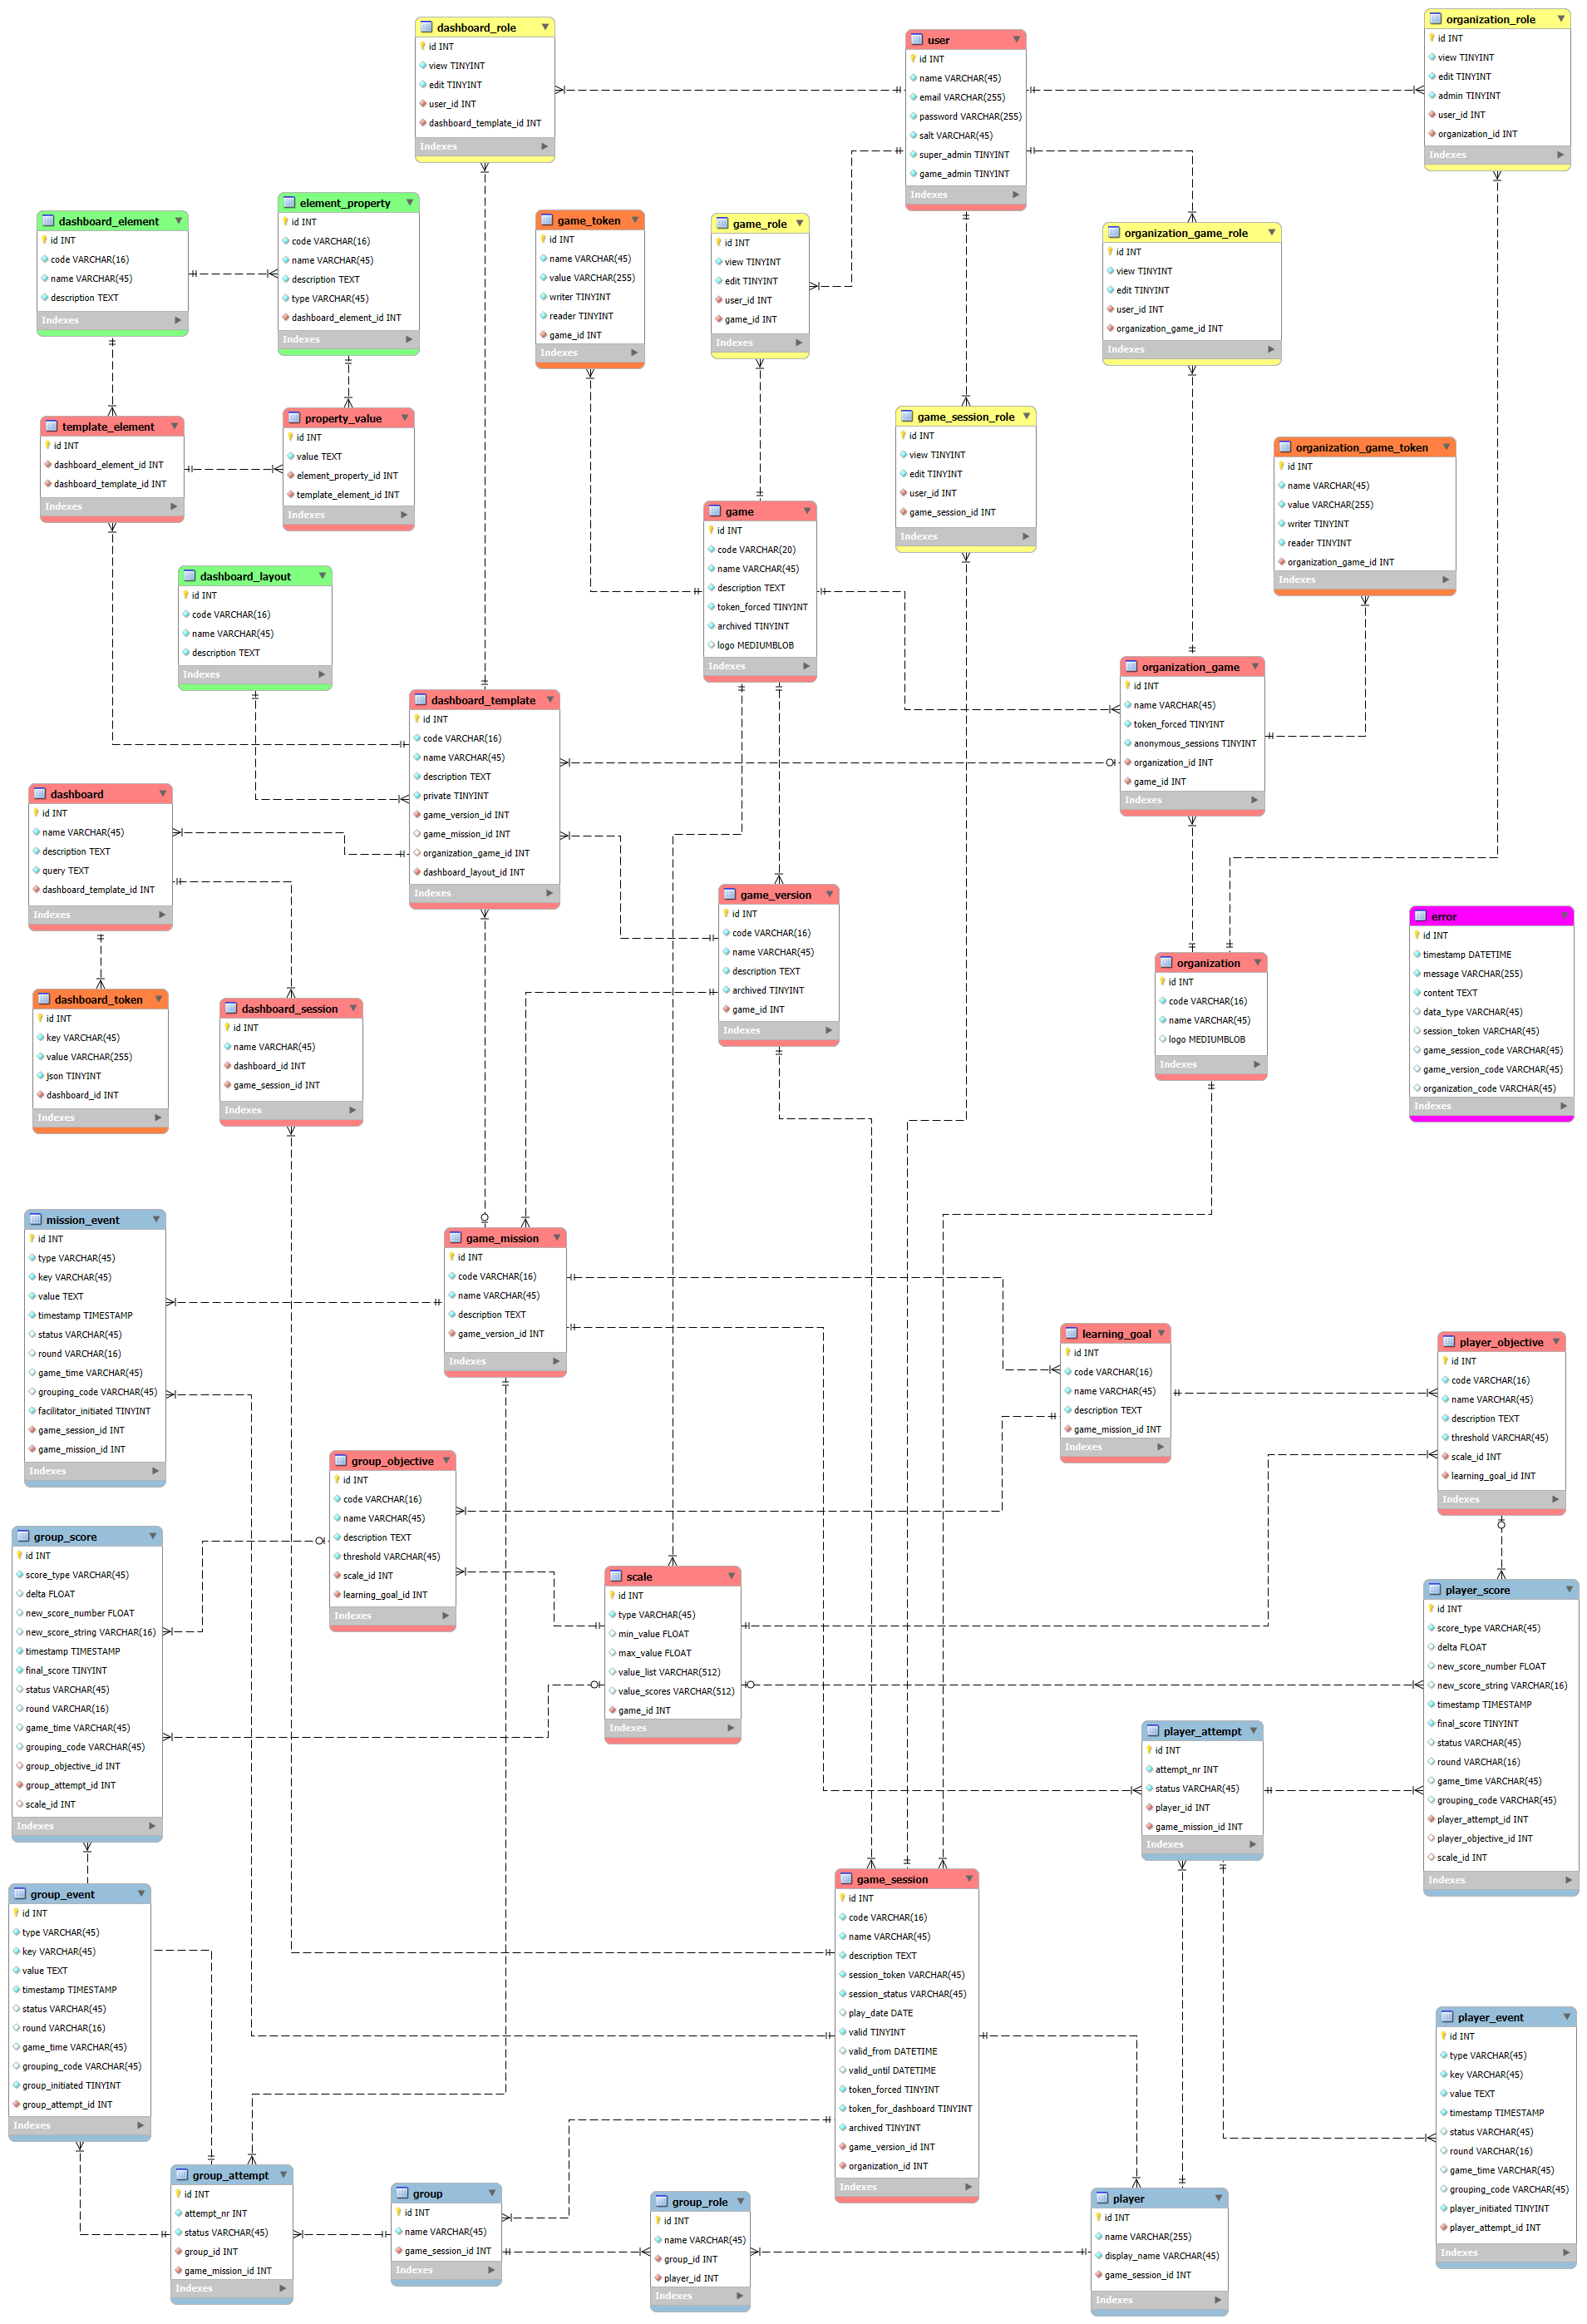 dashboard_role
id INT
view TINYINT
edit TINYINT
user_id INT
dashboard_template_id INT
Indexes
user
id INT
name VARCHAR(45)
email VARCHAR(255)
password VARCHAR(255)
salt VARCHAR(45)
super_admin TINYINT
game_admin TINYINT
Indexes
organization_role
id INT
view TINYINT
edit TINYINT
admin TINYINT
user_id INT
organization_id INT
Indexes
dashboard_element
id INT
code VARCHAR(16)
name VARCHAR(45)
description TEXT
Indexes
element_property
id INT
code VARCHAR(16)
name VARCHAR(45)
description TEXT
type VARCHAR(45)
dashboard_element_id INT
Indexes
game_token
id INT
name VARCHAR(45)
value VARCHAR(255)
writer TINYINT
reader TINYINT
game_id INT
Indexes
game_role
id INT
view TINYINT
edit TINYINT
user_id INT
game_id INT
Indexes
organization_game_role
id INT
view TINYINT
edit TINYINT
user_id INT
organization_game_id INT
Indexes
template_element
id INT
dashboard_element_id INT
dashboard_template_id INT
Indexes
property_value
id INT
value TEXT
element_property_id INT
template_element_id INT
Indexes
game_session_role
id INT
view TINYINT
edit TINYINT
user_id INT
game_session_id INT
Indexes
organization_game_token
id INT
name VARCHAR(45)
value VARCHAR(255)
writer TINYINT
reader TINYINT
organization_game_id INT
Indexes
game
id INT
code VARCHAR(20)
name VARCHAR(45)
description TEXT
token_forced TINYINT
archived TINYINT
logo MEDIUMBLOB
Indexes
dashboard_layout
id INT
code VARCHAR(16)
name VARCHAR(45)
description TEXT
Indexes
dashboard_template
id INT
code VARCHAR(16)
name VARCHAR(45)
description TEXT
private TINYINT
game_version_id INT
game_mission_id INT
organization_game_id INT
dashboard_layout_id INT
Indexes
organization_game
id INT
name VARCHAR(45)
token_forced TINYINT
anonymous_sessions TINYINT
organization_id INT
game_id INT
Indexes
dashboard
id INT
name VARCHAR(45)
description TEXT
query TEXT
dashboard_template_id INT
Indexes
game_version
id INT
code VARCHAR(16)
name VARCHAR(45)
description TEXT
archived TINYINT
game_id INT
Indexes
organization
id INT
code VARCHAR(16)
name VARCHAR(45)
logo MEDIUMBLOB
Indexes
error
id INT
timestamp DATETIME
message VARCHAR(255)
content TEXT
data_type VARCHAR(45)
session_token VARCHAR(45)
game_session_code VARCHAR(45)
game_version_code VARCHAR(45)
organization_code VARCHAR(45)
Indexes
dashboard_token
id INT
key VARCHAR(45)
value VARCHAR(255)
json TINYINT
dashboard_id INT
Indexes
dashboard_session
id INT
name VARCHAR(45)
dashboard_id INT
game_session_id INT
Indexes
mission_event
id INT
type VARCHAR(45)
key VARCHAR(45)
value TEXT
timestamp TIMESTAMP
status VARCHAR(45)
round VARCHAR(16)
game_time VARCHAR(45)
grouping_code VARCHAR(45)
facilitator_initiated TINYINT
game_session_id INT
game_mission_id INT
Indexes
game_mission
id INT
code VARCHAR(16)
name VARCHAR(45)
description TEXT
game_version_id INT
Indexes
learning_goal
id INT
code VARCHAR(16)
name VARCHAR(45)
description TEXT
game_mission_id INT
Indexes
player_objective
id INT
code VARCHAR(16)
name VARCHAR(45)
description TEXT
threshold VARCHAR(45)
scale_id INT
learning_goal_id INT
Indexes
group_objective
id INT
code VARCHAR(16)
name VARCHAR(45)
description TEXT
threshold VARCHAR(45)
scale_id INT
learning_goal_id INT
Indexes
group_score
id INT
score_type VARCHAR(45)
delta FLOAT
new_score_number FLOAT
new_score_string VARCHAR(16)
timestamp TIMESTAMP
final_score TINYINT
status VARCHAR(45)
round VARCHAR(16)
game_time VARCHAR(45)
grouping_code VARCHAR(45)
group_objective_id INT
group_attempt_id INT
scale_id INT
Indexes
scale
id INT
type VARCHAR(45)
min_value FLOAT
max_value FLOAT
value_list VARCHAR(512)
value_scores VARCHAR(512)
game_id INT
Indexes
player_score
id INT
score_type VARCHAR(45)
delta FLOAT
new_score_number FLOAT
new_score_string VARCHAR(16)
timestamp TIMESTAMP
final_score TINYINT
status VARCHAR(45)
round VARCHAR(16)
game_time VARCHAR(45)
grouping_code VARCHAR(45)
player_attempt_id INT
player_objective_id INT
scale_id INT
Indexes
player_attempt
id INT
attempt_nr INT
status VARCHAR(45)
player_id INT
game_mission_id INT
Indexes
group_event
id INT
type VARCHAR(45)
key VARCHAR(45)
value TEXT
timestamp TIMESTAMP
status VARCHAR(45)
round VARCHAR(16)
game_time VARCHAR(45)
grouping_code VARCHAR(45)
group_initiated TINYINT
group_attempt_id INT
Indexes
game_session
id INT
code VARCHAR(16)
name VARCHAR(45)
description TEXT
session_token VARCHAR(45)
session_status VARCHAR(45)
play_date DATE
valid TINYINT
valid_from DATETIME
valid_until DATETIME
token_forced TINYINT
token_for_dashboard TINYINT
archived TINYINT
game_version_id INT
organization_id INT
Indexes
player_event
id INT
type VARCHAR(45)
key VARCHAR(45)
value TEXT
timestamp TIMESTAMP
status VARCHAR(45)
round VARCHAR(16)
game_time VARCHAR(45)
grouping_code VARCHAR(45)
player_initiated TINYINT
player_attempt_id INT
Indexes
group_attempt
id INT
attempt_nr INT
status VARCHAR(45)
group_id INT
game_mission_id INT
Indexes
group
id INT
name VARCHAR(45)
game_session_id INT
Indexes
group_role
id INT
name VARCHAR(45)
group_id INT
player_id INT
Indexes
player
id INT
name VARCHAR(255)
display_name VARCHAR(45)
game_session_id INT
Indexes